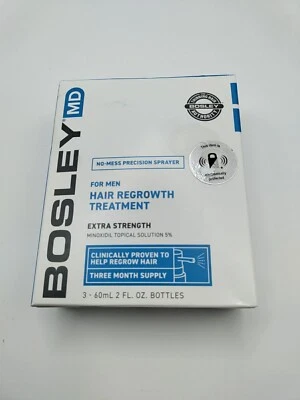 BOSLEY MD
BOSLEY
NO-MESS PRECISION SPRAYER
FOR MEN
HAIR REGROWTH
TREATMENT
EXTRA STRENGTH
MINOXIDIL TOPICAL SOLUTION 5%
CLINICALLY PROVEN TO
HELP REGROW HAIR
THREE MONTH SUPPLY
3 - 60mL 2 FL. OZ. BOTTLES